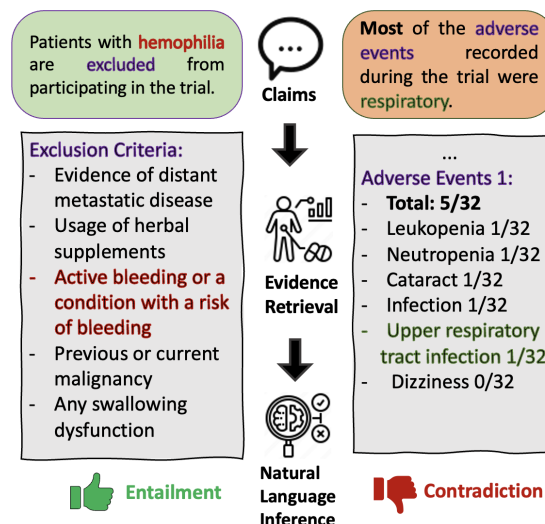 Patients with hemophilia
are excluded from
participating in the trial.
Claims
Most of the adverse
events recorded
during the trial were
respiratory.
Exclusion Criteria:
- Evidence of distant
metastatic disease
- Usage of herbal
supplements
- Active bleeding or a
condition with a risk
of bleeding
- Previous or current
malignancy
- Any swallowing
dysfunction
Evidence
Retrieval
...
Adverse Events 1:
- Total: 5/32
- Leukopenia 1/32
- Neutropenia 1/32
- Cataract 1/32
- Infection 1/32
- Upper respiratory
tract infection 1/32
- Dizziness 0/32
Entailment
Natural
Language
Inference
Contradiction